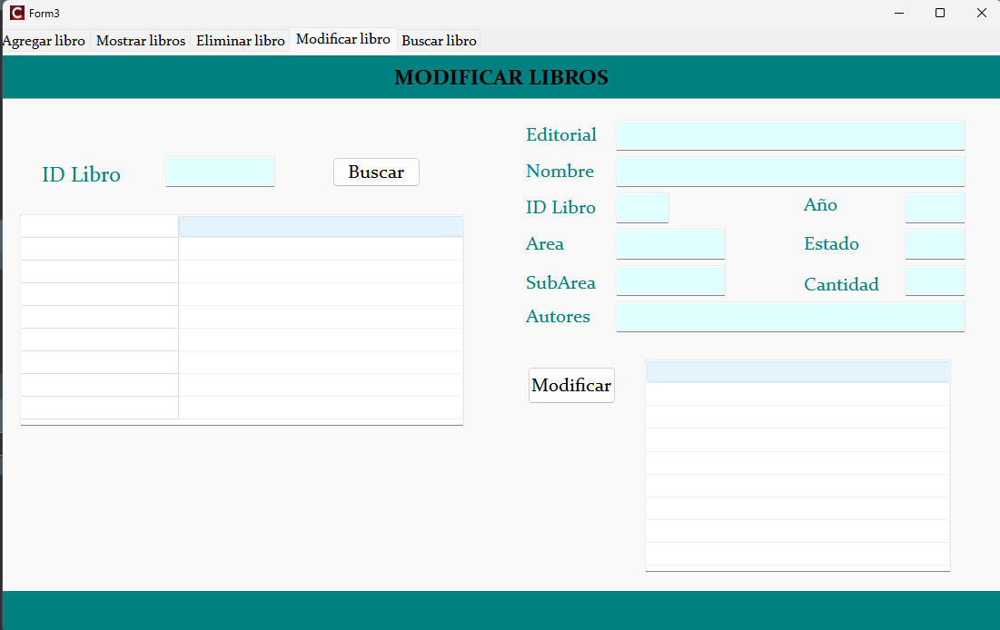 Form3
Agregar libro Mostrar libros Eliminar libro Modificar libro Buscar libro
MODIFICAR LIBROS
ID Libro
Buscar
Editorial
Nombre
ID Libro
Año
Area
Estado
SubArea
Cantidad
Autores
Modificar